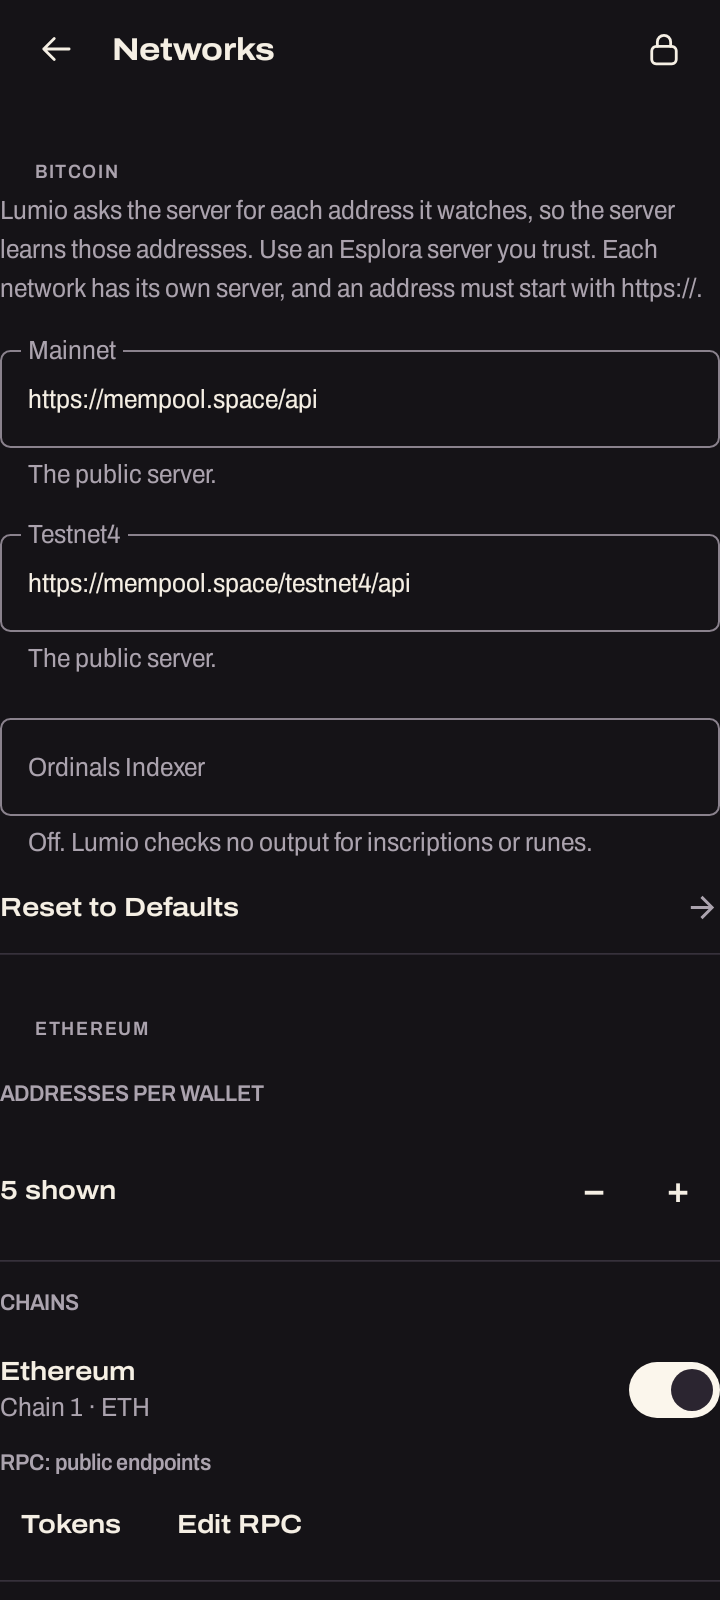 Networks
BITCOIN
Lumio asks the server for each address it watches, so the server
learns those addresses. Use an Esplora server you trust. Each
network has its own server, and an address must start with https://.
Mainnet
https://mempool.space/api
The public server.
Testnet4
https://mempool.space/testnet4/api
The public server.
Ordinals Indexer
Off. Lumio checks no output for inscriptions or runes.
Reset to Defaults
ETHEREUM
ADDRESSES PER WALLET
5 shown
CHAINS
Ethereum
Chain 1 · ETH
RPC: public endpoints
Tokens Edit RPC